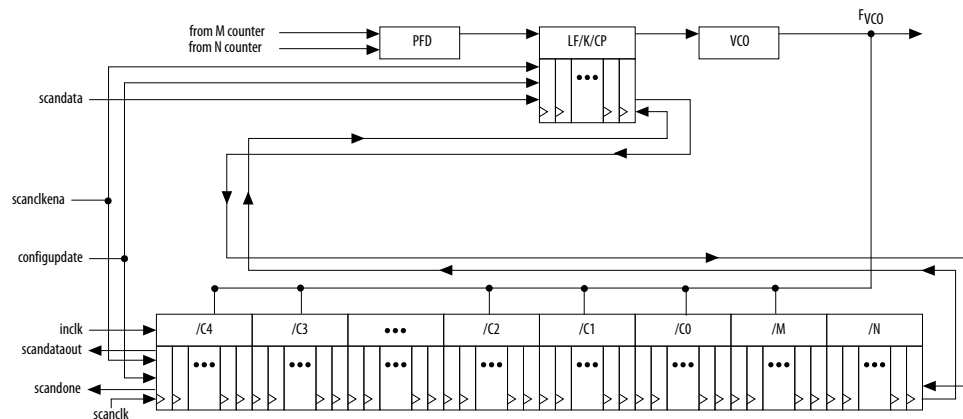 from M counter
from N counter
PFD
LF/K/CP
VCO
FVCO
scandata
scanclkena
configupdate
inclk
/C4
/C3
/C2
/C1
/C0
/M
/N
scandataout
scandone
scanclk